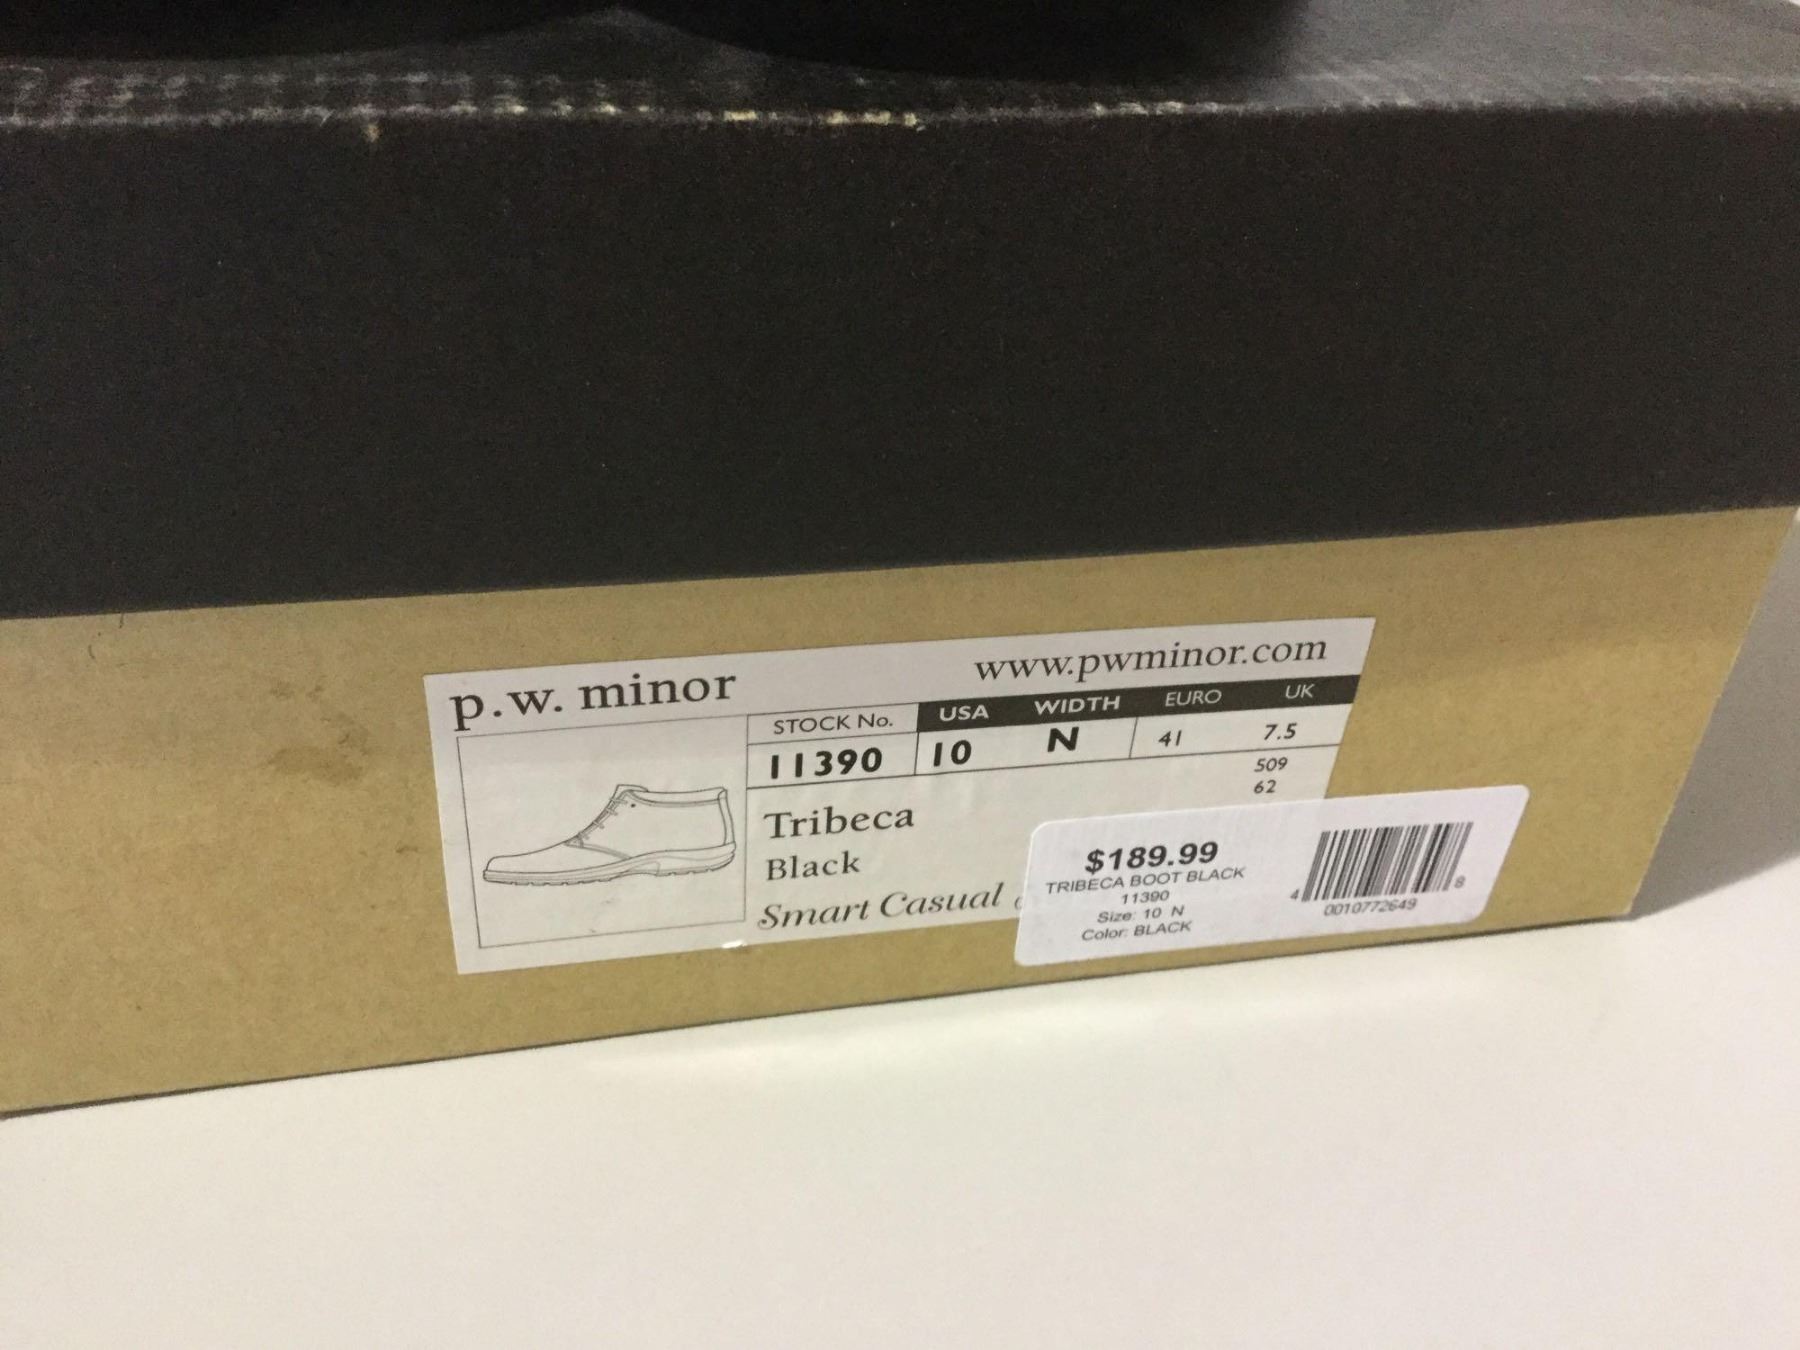 p.w. minor www.pwminor.com
STOCK No. USA WIDTH EURO UK
11390 10 N 41 7.5
509
62
Tribeca
Black
Smart Casual
$189.99
TRIBECA BOOT BLACK
11390
Size: 10 N
Color: BLACK
4 0010772649 8